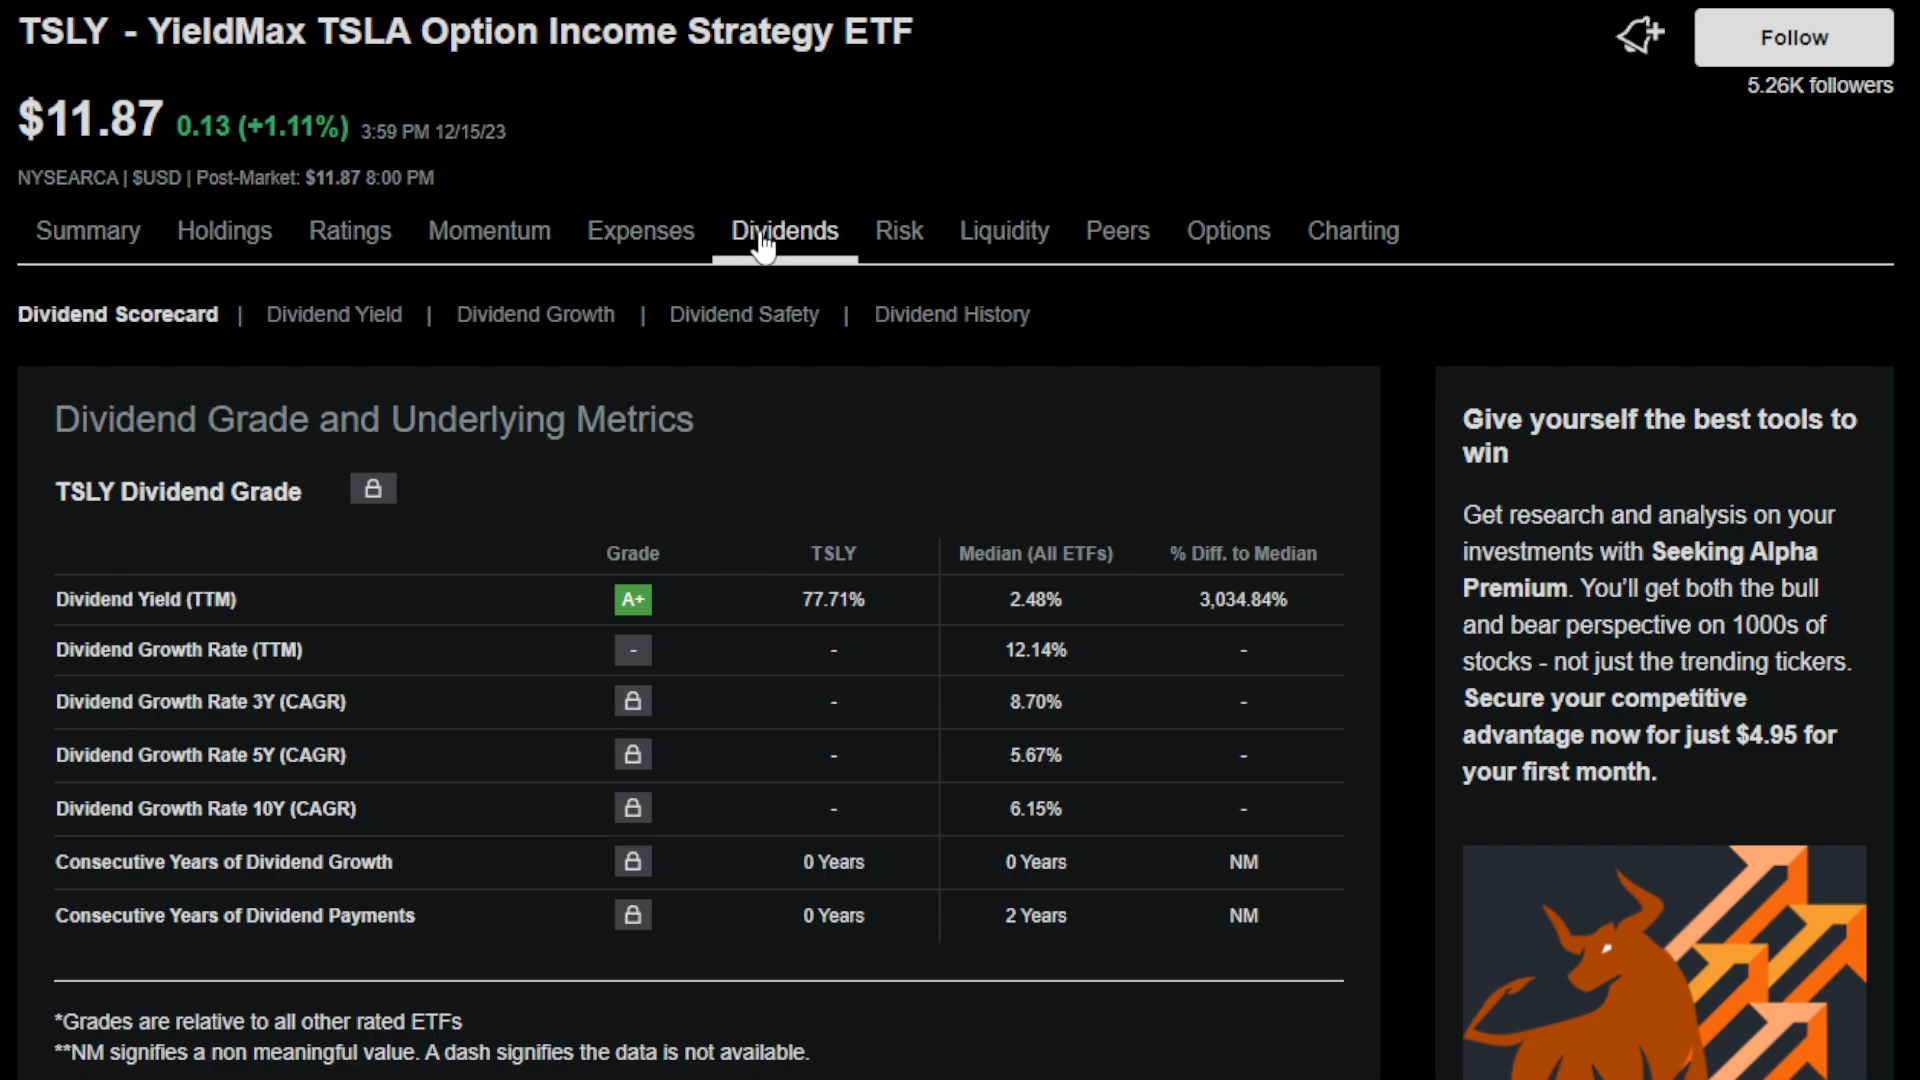 TSLY - YieldMax TSLA Option Income Strategy ETF
Follow
5.26K followers
$11.87 0.13 (+1.11%) 3:59 PM 12/15/23
NYSEARCA | $USD | Post-Market: $11.87 8:00 PM
Summary Holdings Ratings Momentum Expenses Dividends Risk Liquidity Peers Options Charting
Dividend Scorecard | Dividend Yield | Dividend Growth | Dividend Safety | Dividend History
Dividend Grade and Underlying Metrics
TSLY Dividend Grade
Grade TSLY Median (All ETFs) % Diff. to Median
Dividend Yield (TTM) A+ 77.71% 2.48% 3,034.84%
Dividend Growth Rate (TTM) - - 12.14% -
Dividend Growth Rate 3Y (CAGR) - 8.70% -
Dividend Growth Rate 5Y (CAGR) - 5.67% -
Dividend Growth Rate 10Y (CAGR) - 6.15% -
Consecutive Years of Dividend Growth 0 Years 0 Years NM
Consecutive Years of Dividend Payments 0 Years 2 Years NM
*Grades are relative to all other rated ETFs
**NM signifies a non meaningful value. A dash signifies the data is not available.
Give yourself the best tools to
win
Get research and analysis on your
investments with Seeking Alpha
Premium. You'll get both the bull
and bear perspective on 1000s of
stocks - not just the trending tickers.
Secure your competitive
advantage now for just $4.95 for
your first month.